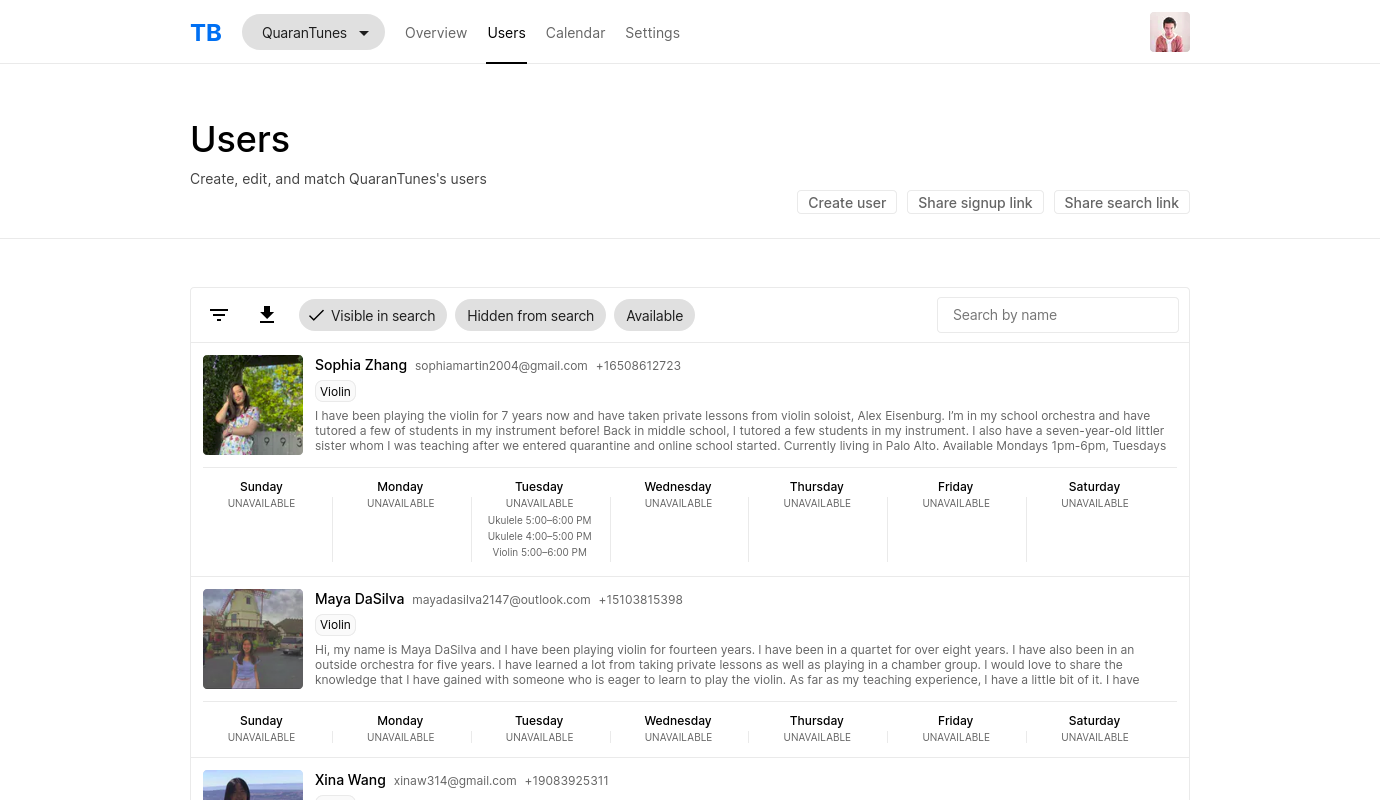 TB QuaranTunes Overview Users Calendar Settings
Users
Create, edit, and match QuaranTunes's users
Create user Share signup link Share search link
Visible in search Hidden from search Available Search by name
Sophia Zhang sophiamartin2004@gmail.com +16508612723
Violin
I have been playing the violin for 7 years now and have taken private lessons from violin soloist, Alex Eisenburg. I’m in my school orchestra and have
tutored a few of students in my instrument before! Back in middle school, I tutored a few students in my instrument. I also have a seven-year-old littler
sister whom I was teaching after we entered quarantine and online school started. Currently living in Palo Alto. Available Mondays 1pm-6pm, Tuesdays
9 9 3
Sunday Monday Tuesday Wednesday Thursday Friday Saturday
UNAVAILABLE UNAVAILABLE UNAVAILABLE UNAVAILABLE UNAVAILABLE UNAVAILABLE UNAVAILABLE
Ukulele 5:00–6:00 PM
Ukulele 4:00–5:00 PM
Violin 5:00–6:00 PM
Maya DaSilva mayadasilva2147@outlook.com +15103815398
Violin
Hi, my name is Maya DaSilva and I have been playing violin for fourteen years. I have been in a quartet for over eight years. I have also been in an
outside orchestra for five years. I have learned a lot from taking private lessons as well as playing in a chamber group. I would love to share the
knowledge that I have gained with someone who is eager to learn to play the violin. As far as my teaching experience, I have a little bit of it. I have
Sunday Monday Tuesday Wednesday Thursday Friday Saturday
UNAVAILABLE UNAVAILABLE UNAVAILABLE UNAVAILABLE UNAVAILABLE UNAVAILABLE UNAVAILABLE
Xina Wang xinaw314@gmail.com +19083925311